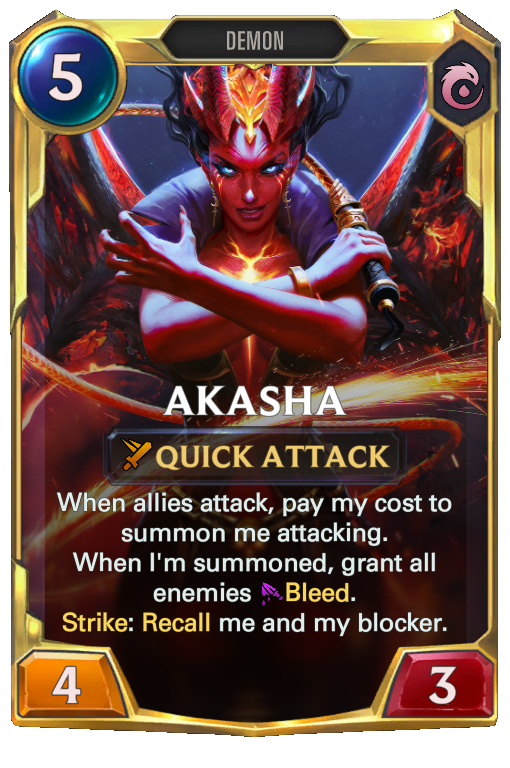 DEMON
5
AKASHA
QUICK ATTACK
When allies attack, pay my cost to
summon me attacking.
When I'm summoned, grant all
enemies Bleed.
Strike: Recall me and my blocker.
4
3